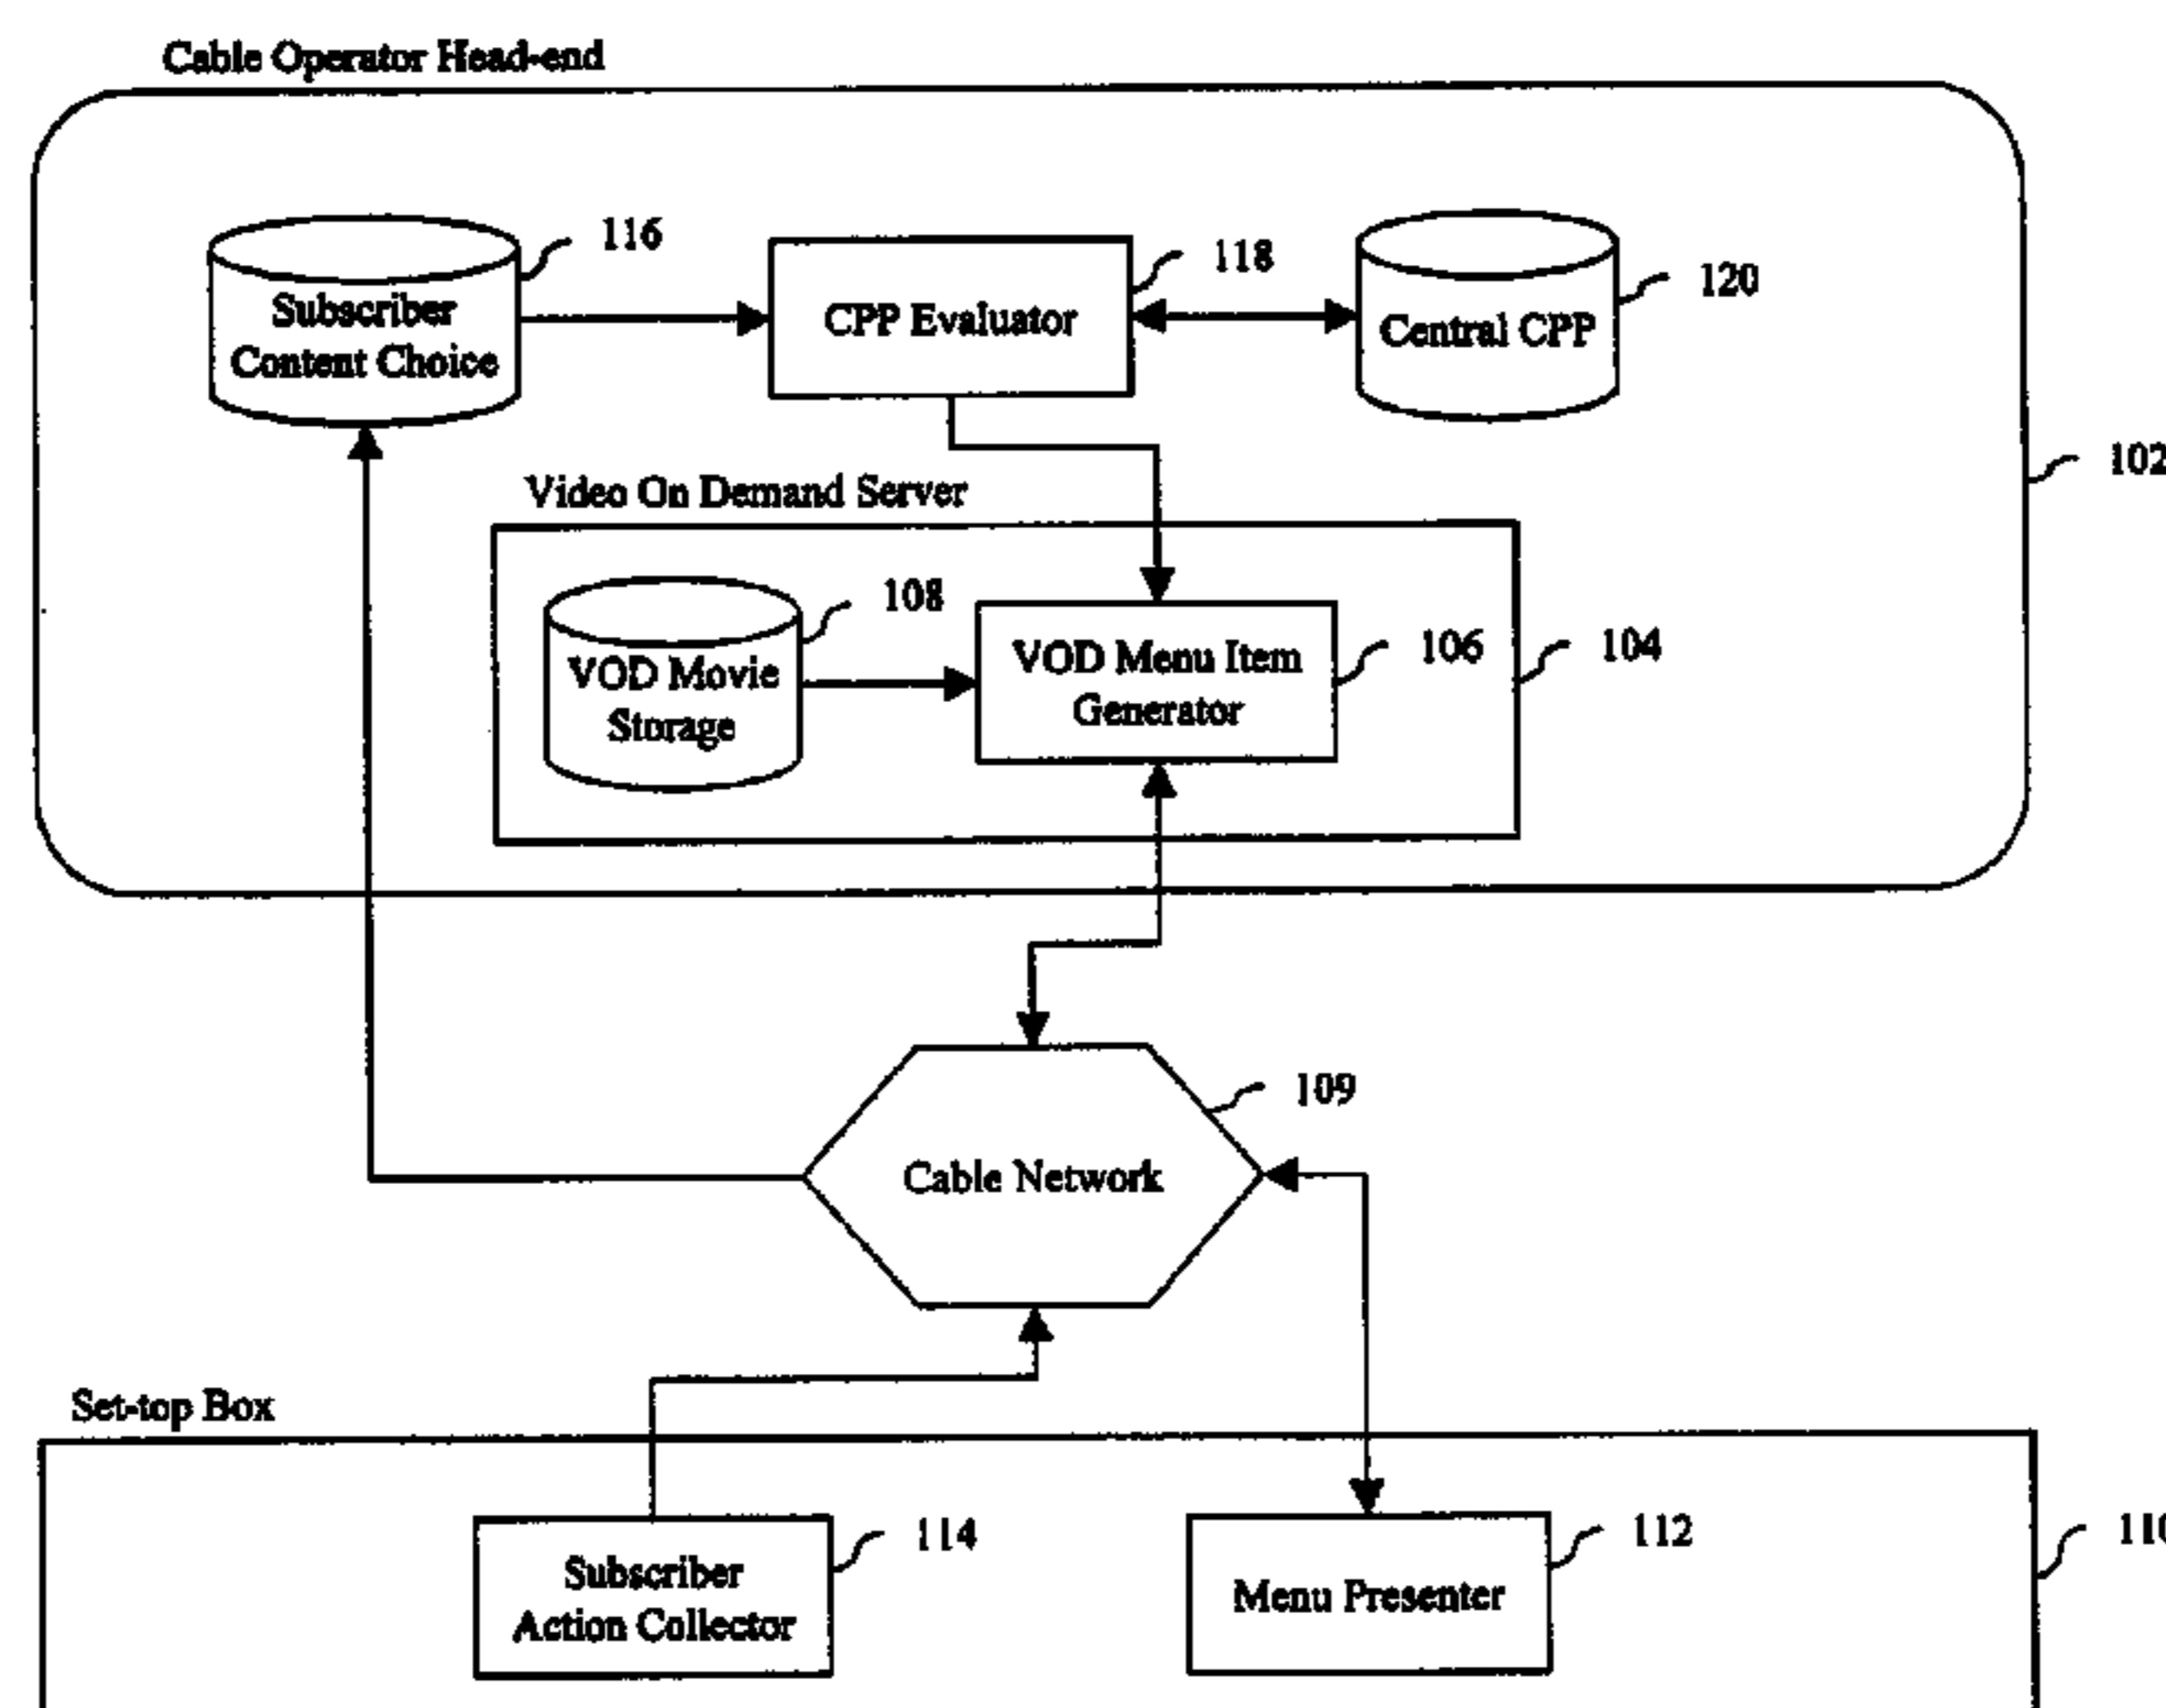 Cable Operator Head-end
116
118
120
Subscriber
Content Choice
CPP Evaluator
Central CPP
102
Video On Demand Server
108
106
104
VOD Movie
Storage
VOD Menu Item
Generator
109
Cable Network
Set-top Box
114
112
110
Subscriber
Action Collector
Menu Presenter